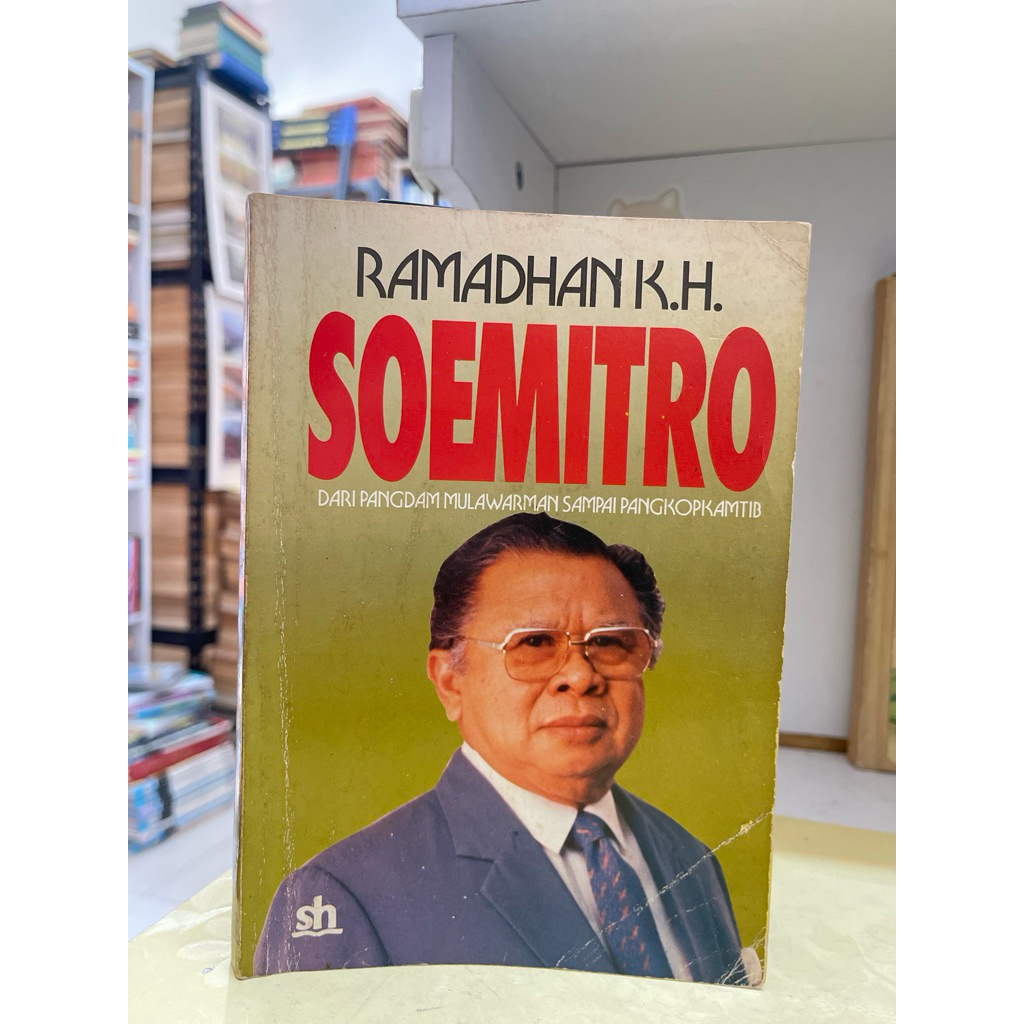 RAMADHAN K.H.
SOEMITRO
DARI PANGDAM MULAWARMAN SAMPAI PANGKOPKAMTIB
sh